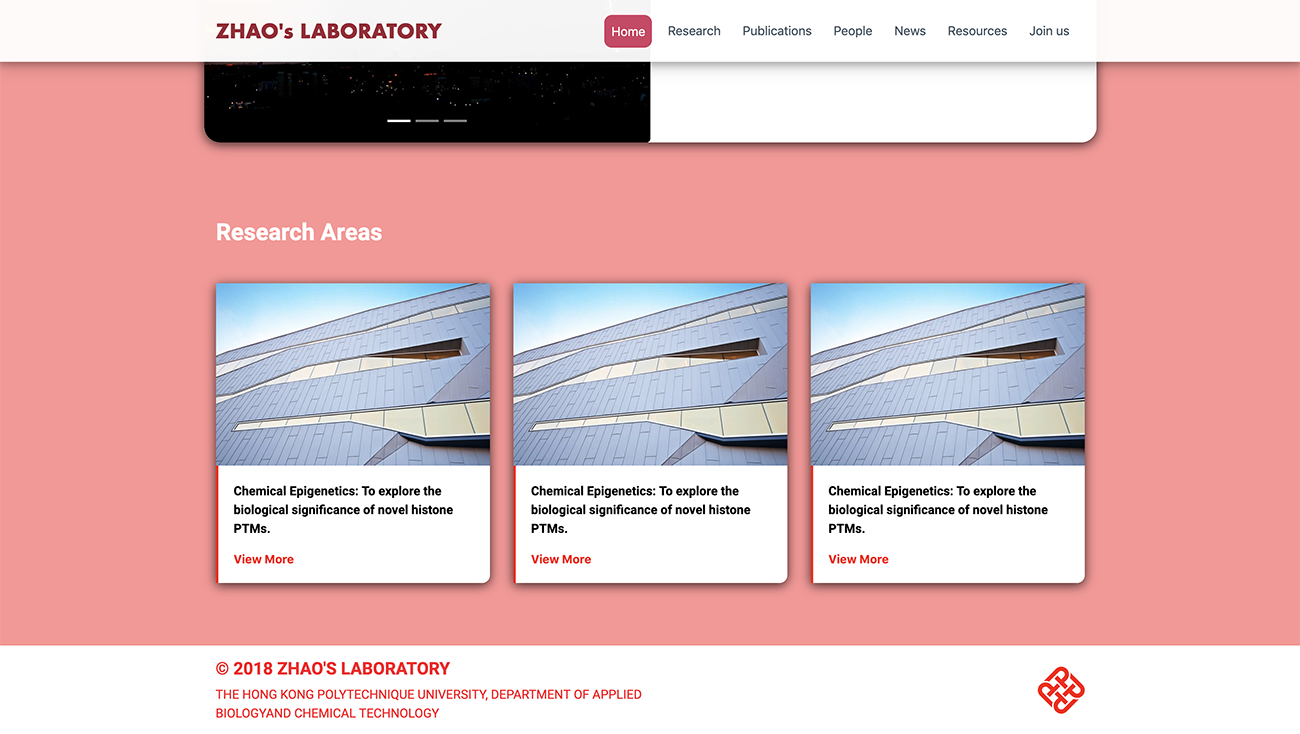 ZHAO's LABORATORY
Home Research Publications People News Resources Join us
Research Areas
Chemical Epigenetics: To explore the
biological significance of novel histone
PTMs.
View More
Chemical Epigenetics: To explore the
biological significance of novel histone
PTMs.
View More
Chemical Epigenetics: To explore the
biological significance of novel histone
PTMs.
View More
© 2018 ZHAO'S LABORATORY
THE HONG KONG POLYTECHNIQUE UNIVERSITY, DEPARTMENT OF APPLIED
BIOLOGYAND CHEMICAL TECHNOLOGY